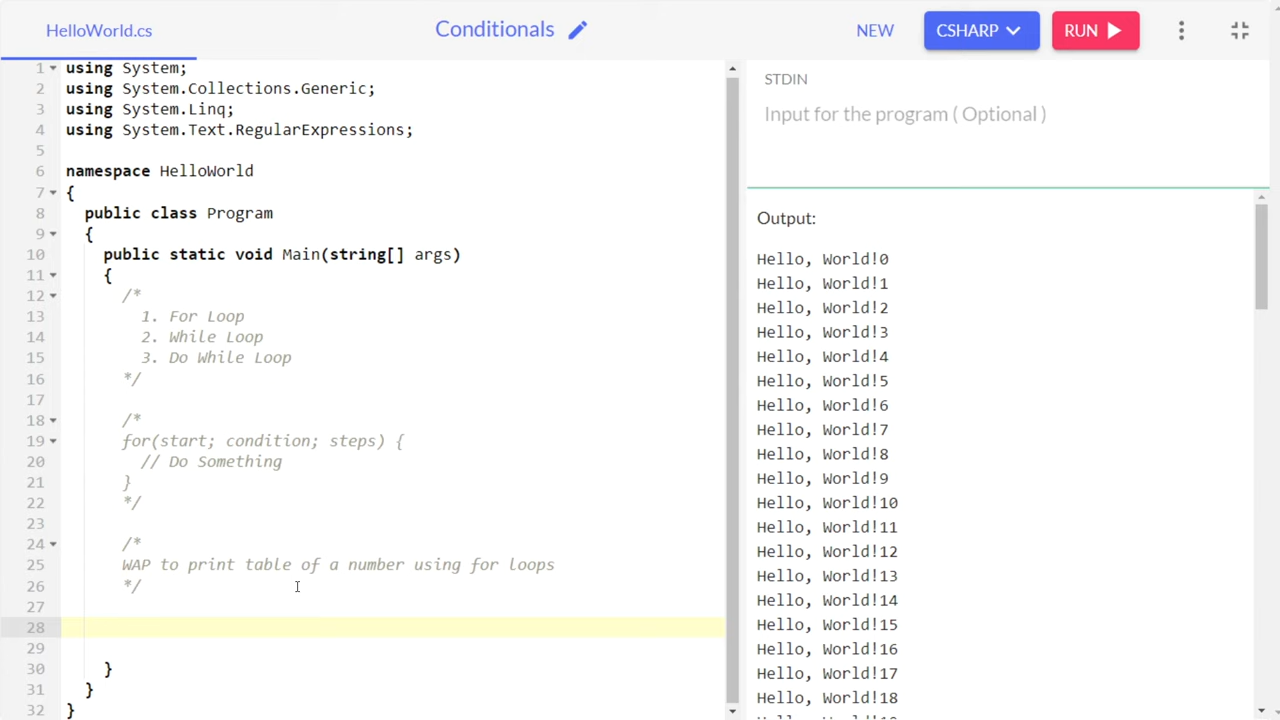 HelloWorld.cs
Conditionals
NEW
CSHARP
RUN
1 using System;
2 using System.Collections.Generic;
3 using System.Linq;
4 using System.Text.RegularExpressions;
5
6 namespace HelloWorld
7 {
8 public class Program
9 {
10 public static void Main(string[] args)
11 {
12 /*
13 1. For Loop
14 2. While Loop
15 3. Do While Loop
16 */
17
18 /*
19 for(start; condition; steps) {
20 // Do Something
21 }
22 */
23
24 /*
25 WAP to print table of a number using for loops
26 */
27
28
29
30 }
31 }
32 }
STDIN
Input for the program ( Optional )
Output:
Hello, World!0
Hello, World!1
Hello, World!2
Hello, World!3
Hello, World!4
Hello, World!5
Hello, World!6
Hello, World!7
Hello, World!8
Hello, World!9
Hello, World!10
Hello, World!11
Hello, World!12
Hello, World!13
Hello, World!14
Hello, World!15
Hello, World!16
Hello, World!17
Hello, World!18